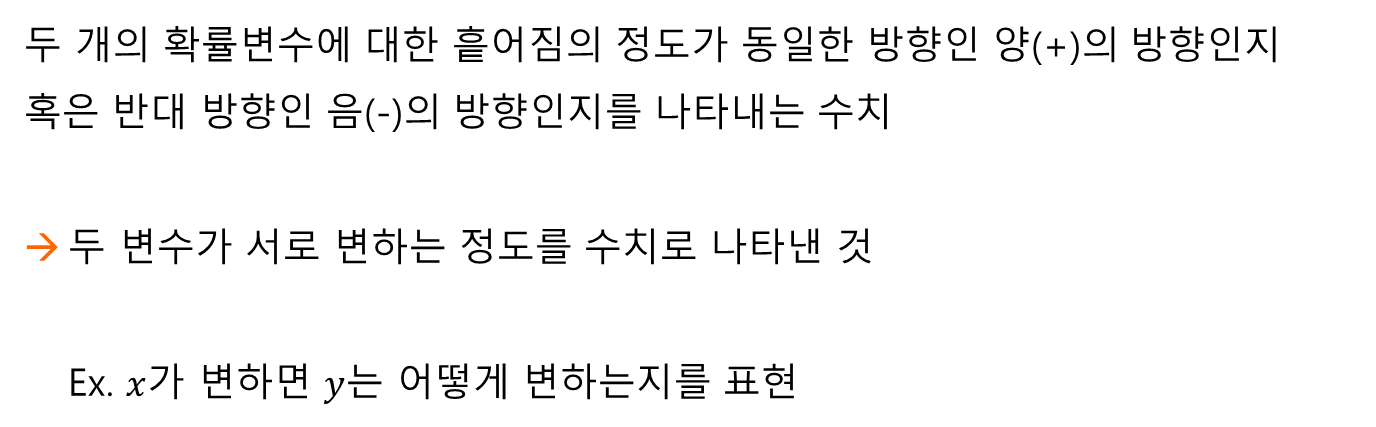 두 개의 확률변수에 대한 흩어짐의 정도가 동일한 방향인 양(+)의 방향인지
혹은 반대 방향인 음(-)의 방향인지를 나타내는 수치
→ 두 변수가 서로 변하는 정도를 수치로 나타낸 것
Ex. x가 변하면 y는 어떻게 변하는지를 표현